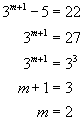 3^{m+1} − 5 = 22
3^{m+1} = 27
3^{m+1} = 3^3
m + 1 = 3
m = 2